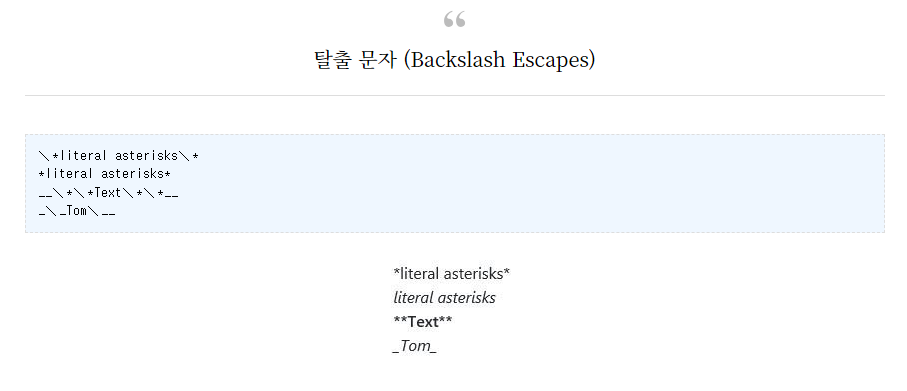 “
탈출 문자 (Backslash Escapes)
\*literal asterisks\*
*literal asterisks*
__\*\*Text\*\*__
_\_Tom\__
*literal asterisks*
literal asterisks
**Text**
_Tom_